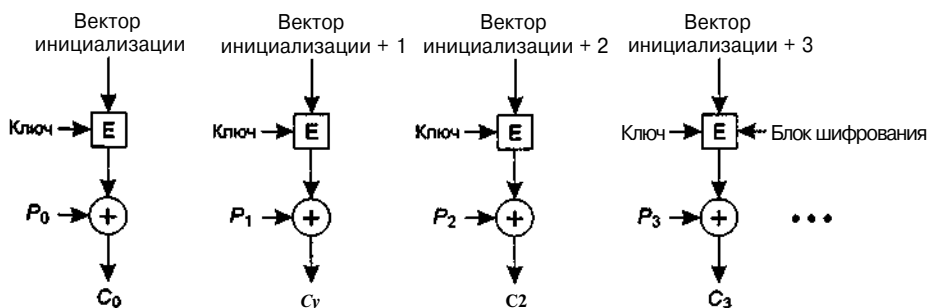 Вектор
инициализации
Вектор
инициализации + 1
Вектор
инициализации + 2
Вектор
инициализации + 3
Ключ
E
Ключ
E
Ключ
E
Ключ
E
Блок шифрования
P0
+
P1
+
P2
+
P3
+
•••
C0
Cy
C2
C3